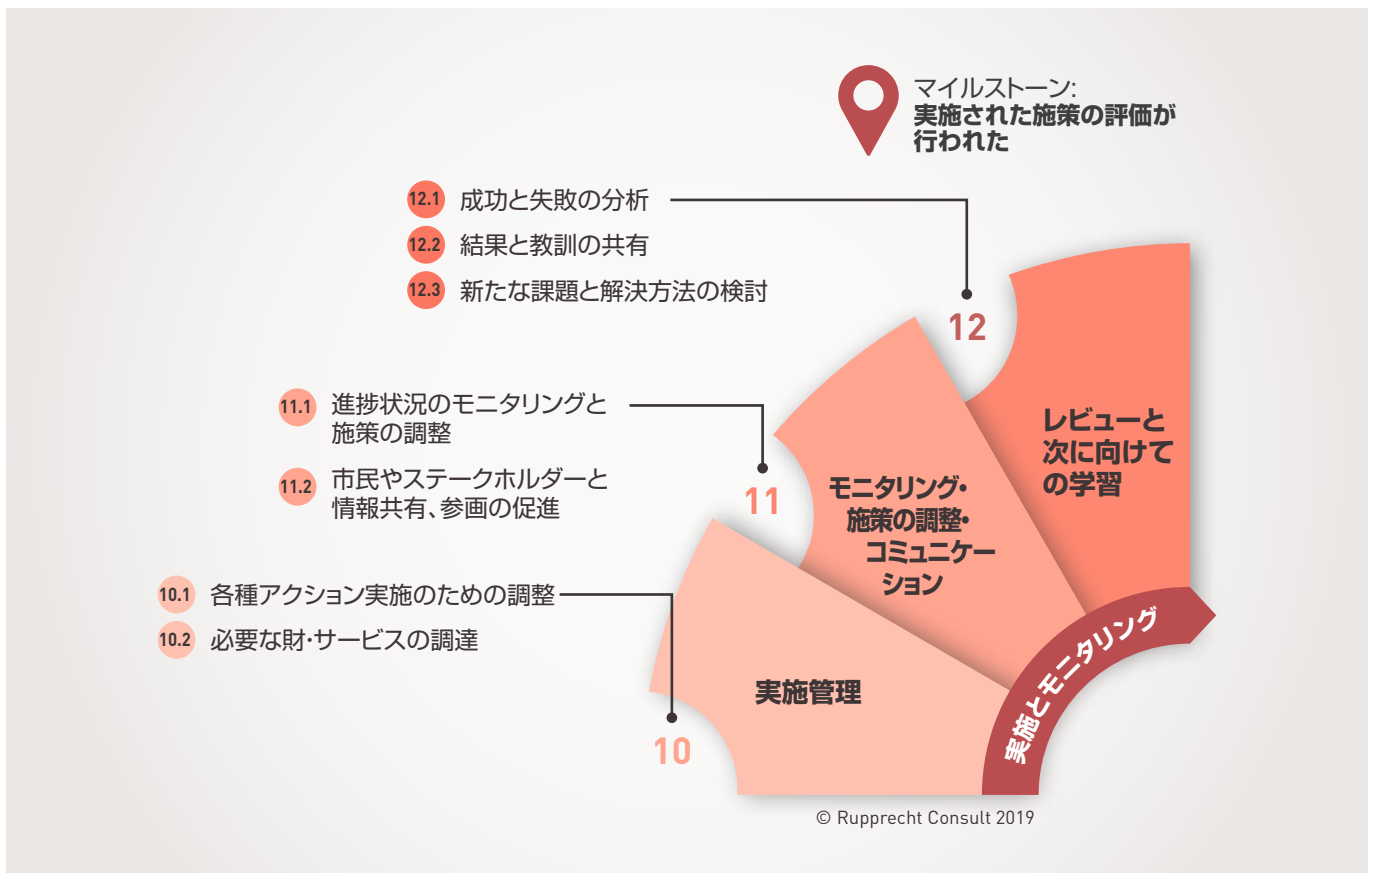 マイルストーン:
実施された施策の評価が
行われた
12.1 成功と失敗の分析
12.2 結果と教訓の共有
12.3 新たな課題と解決方法の検討
12
レビューと
次に向けて
の学習
11.1 進捗状況のモニタリングと
施策の調整
11.2 市民やステークホルダーと
情報共有、参画の促進
11
モニタリング・
施策の調整・
コミュニケー
ション
10.1 各種アクション実施のための調整
10.2 必要な財・サービスの調達
10
実施管理
実施とモニタリング
© Rupprecht Consult 2019